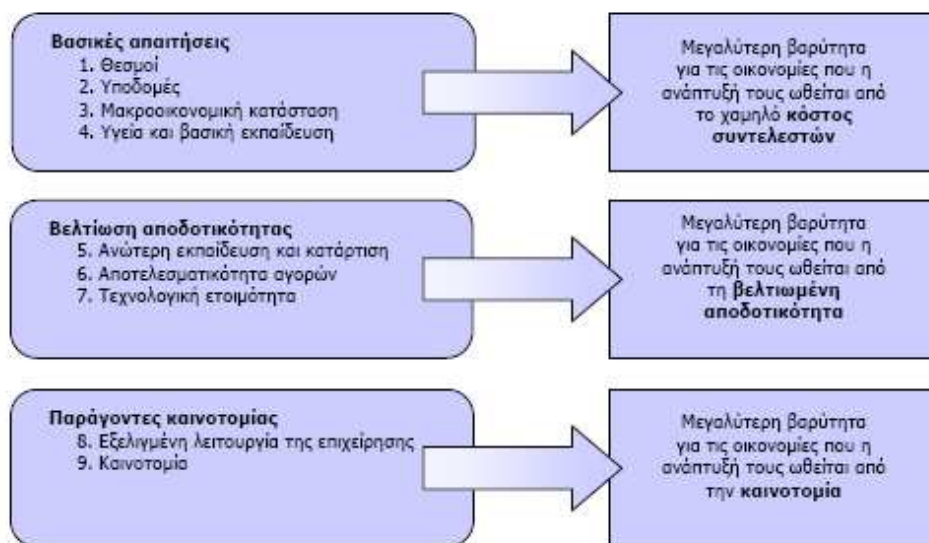 Βασικές απαιτήσεις
1. Θεσμοί
2. Υποδομές
3. Μακροοικονομική κατάσταση
4. Υγεία και βασική εκπαίδευση
Μεγαλύτερη βαρύτητα
για τις οικονομίες που η
ανάπτυξή τους ωθείται από
το χαμηλό κόστος
συντελεστών
Βελτίωση αποδοτικότητας
5. Ανώτερη εκπαίδευση και κατάρτιση
6. Αποτελεσματικότητα αγορών
7. Τεχνολογική ετοιμότητα
Μεγαλύτερη βαρύτητα
για τις οικονομίες που η
ανάπτυξή τους ωθείται από
τη βελτιωμένη
αποδοτικότητα
Παράγοντες καινοτομίας
8. Εξελιγμένη λειτουργία της επιχείρησης
9. Καινοτομία
Μεγαλύτερη βαρύτητα
για τις οικονομίες που η
ανάπτυξή τους ωθείται από
την καινοτομία